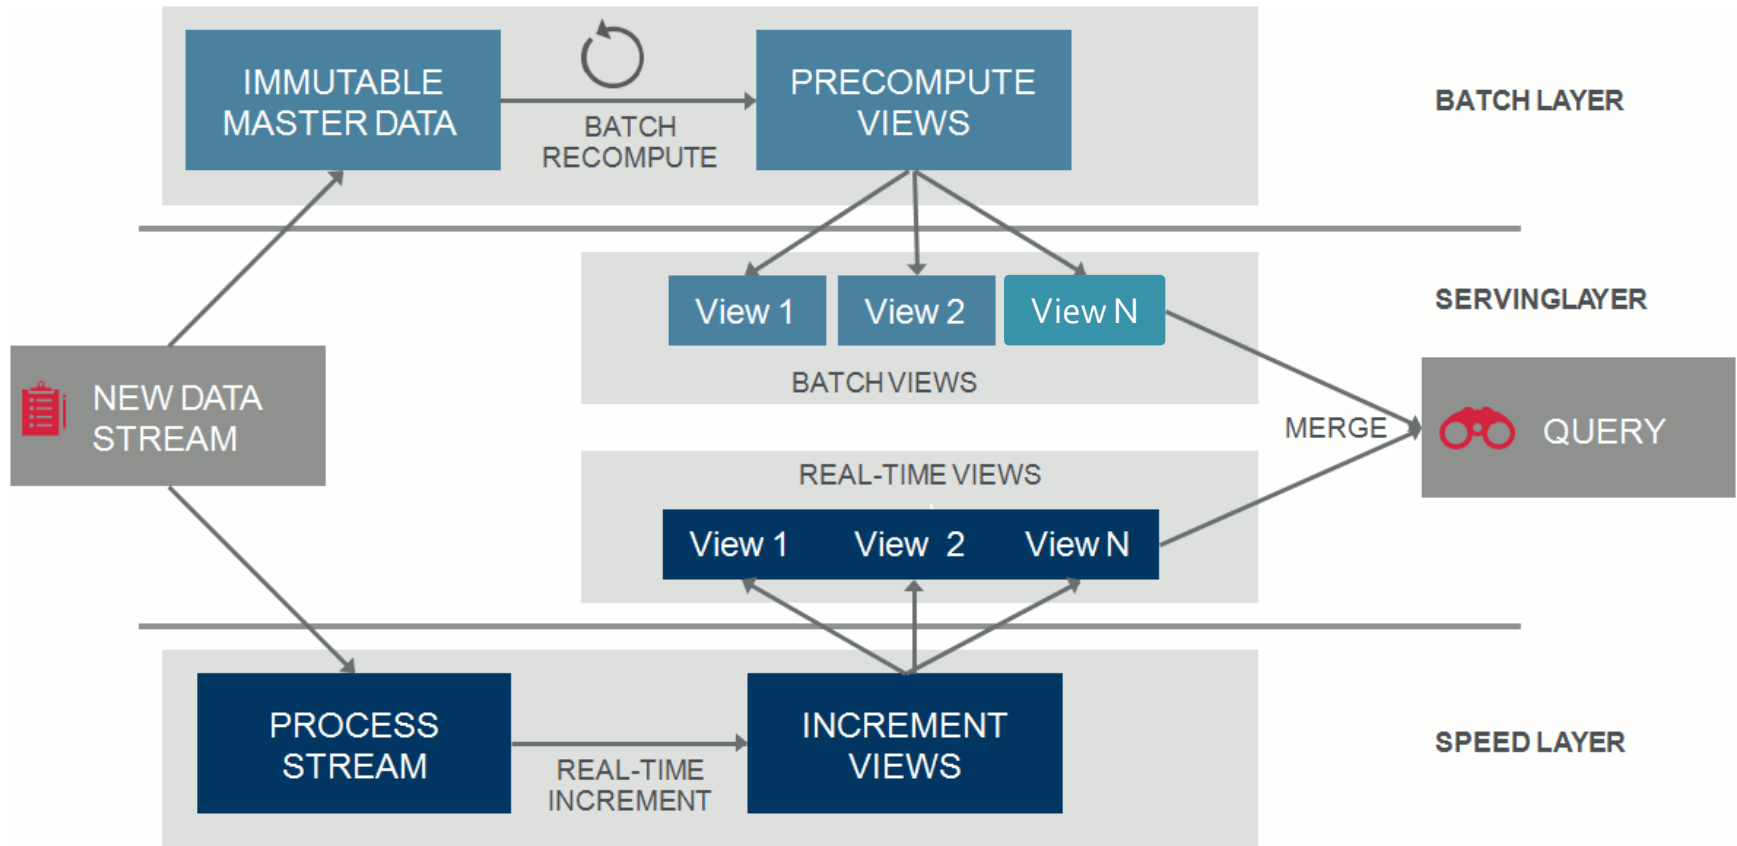 IMMUTABLE
MASTER DATA
BATCH
RECOMPUTE
PRECOMPUTE
VIEWS
BATCH LAYER
View 1
View 2
View N
BATCH VIEWS
SERVINGLAYER
NEW DATA
STREAM
MERGE
QUERY
REAL-TIME VIEWS
View 1
View 2
View N
PROCESS
STREAM
REAL-TIME
INCREMENT
INCREMENT
VIEWS
SPEED LAYER